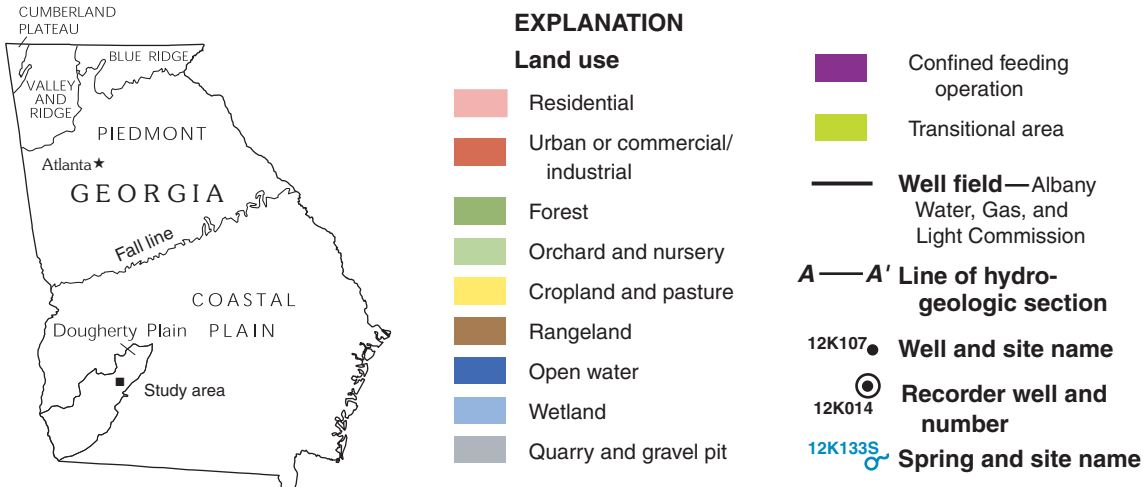 CUMBERLAND
PLATEAU
BLUE RIDGE
VALLEY
AND
RIDGE
PIEDMONT
Atlanta
GEORGIA
Fall line
COASTAL
PLAIN
Dougherty Plain
Study area
EXPLANATION
Land use
Residential
Urban or commercial/
industrial
Forest
Orchard and nursery
Cropland and pasture
Rangeland
Open water
Wetland
Quarry and gravel pit
Confined feeding
operation
Transitional area
Well field—Albany
Water, Gas, and
Light Commission
A—A' Line of hydro-
geologic section
12K107 Well and site name
12K014 Recorder well and
number
12K133S Spring and site name